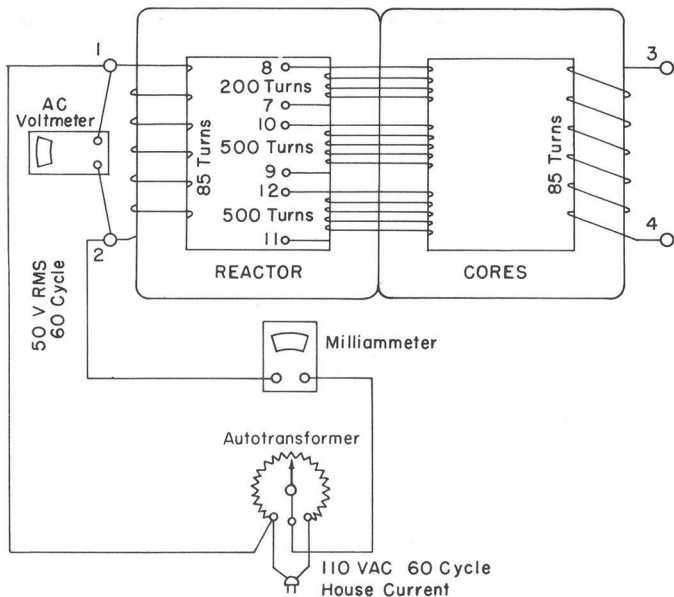 1
8
200 Turns
7
3
AC
Voltmeter
10
500 Turns
9
85 Turns
85 Turns
12
500 Turns
11
2
4
REACTOR
CORES
50 V RMS
60 Cycle
Milliammeter
Autotransformer
110 VAC 60 Cycle
House Current